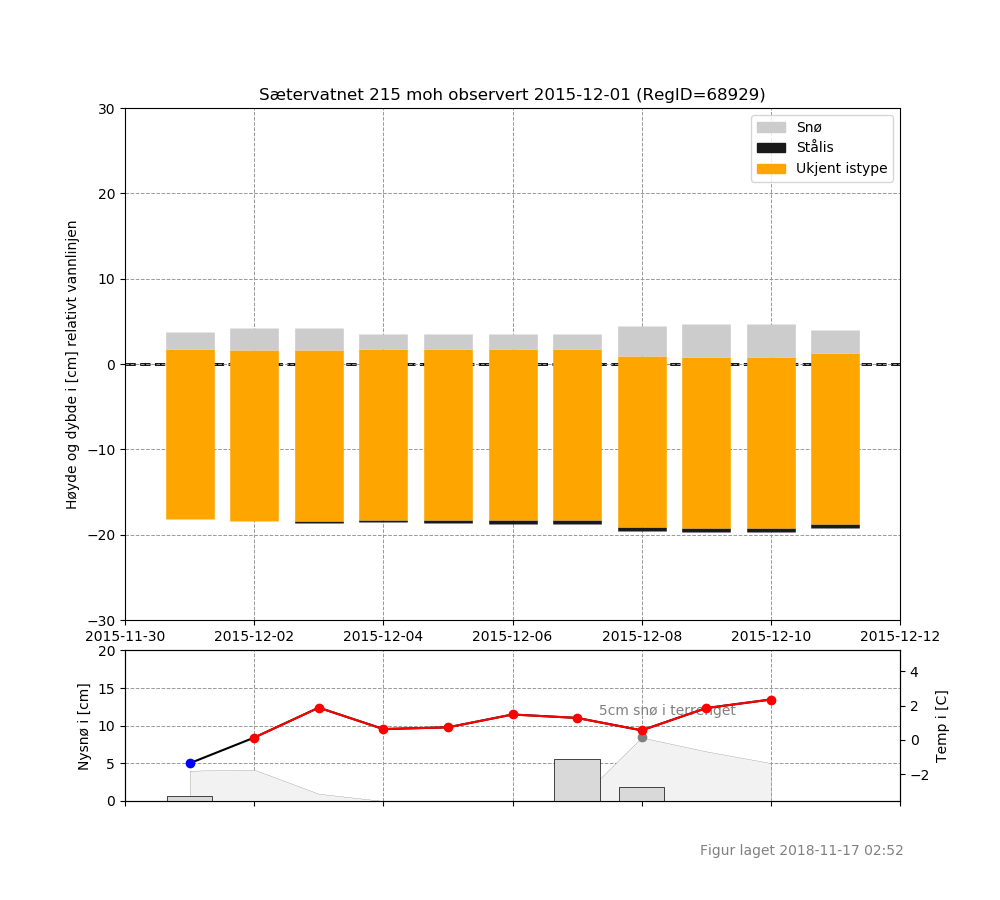 Sætervatnet 215 moh observert 2015-12-01 (RegID=68929)
30
20
10
0
−10
−20
−30
Høyde og dybde i [cm] relativt vannlinjen
Snø
Stålis
Ukjent istype
2015-11-30
2015-12-02
2015-12-04
2015-12-06
2015-12-08
2015-12-10
2015-12-12
20
15
10
5
0
Nysnø i [cm]
5cm snø i terrenget
4
2
0
−2
Temp i [C]
Figur laget 2018-11-17 02:52